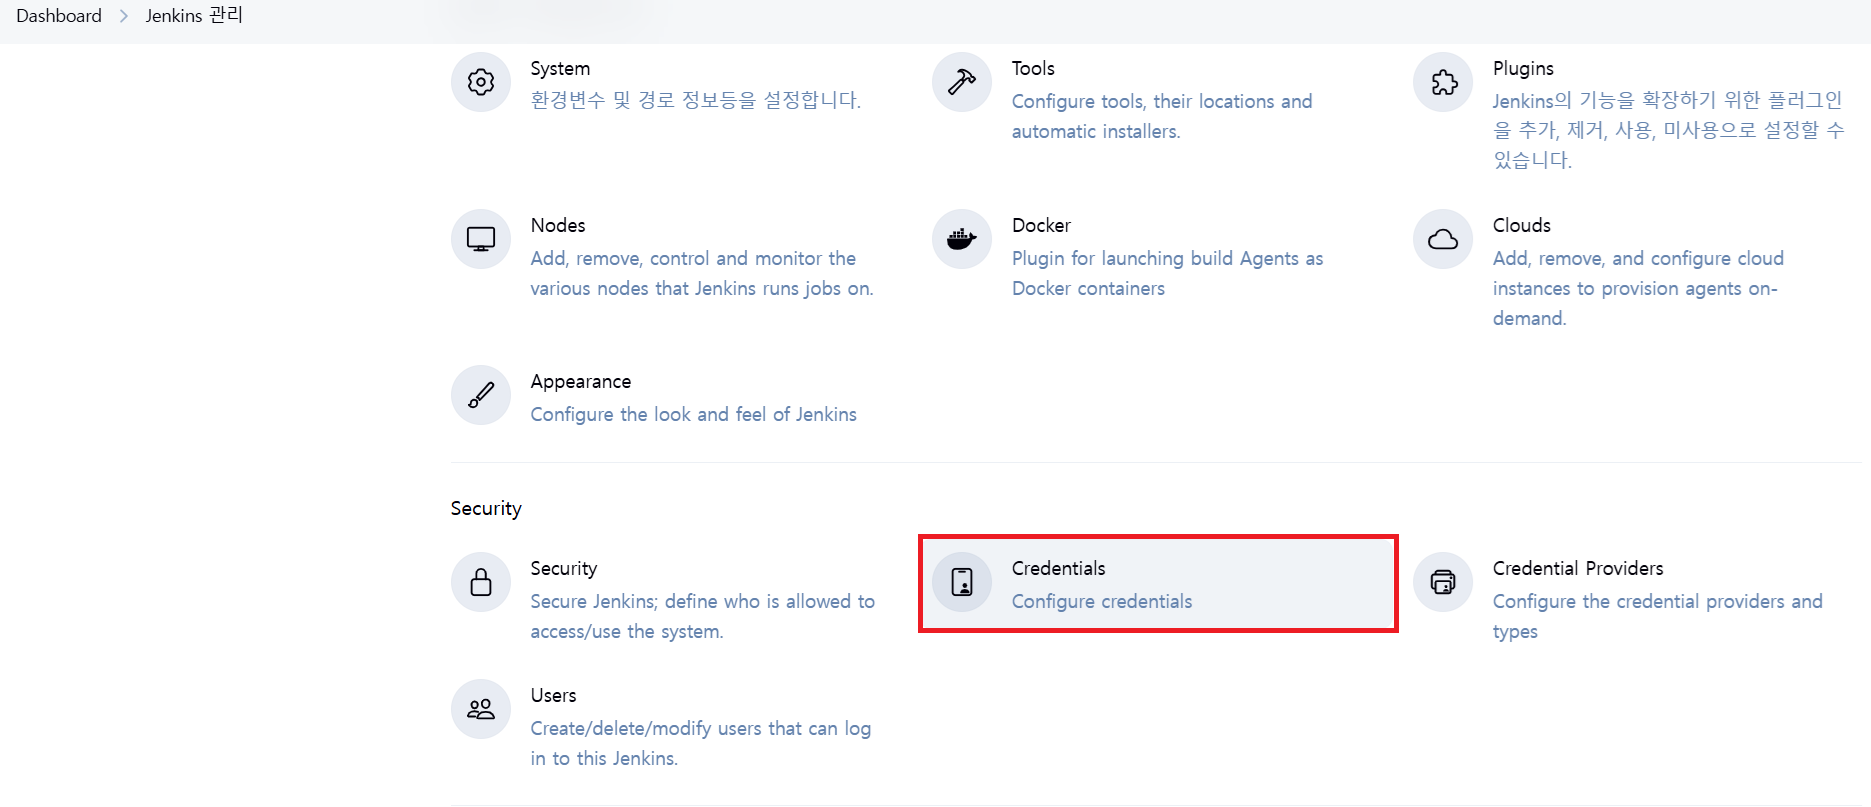 Dashboard > Jenkins 관리
System
환경변수 및 경로 정보등을 설정합니다.
Tools
Configure tools, their locations and
automatic installers.
Plugins
Jenkins의 기능을 확장하기 위한 플러그인
을 추가, 제거, 사용, 미사용으로 설정할 수
있습니다.
Nodes
Add, remove, control and monitor the
various nodes that Jenkins runs jobs on.
Docker
Plugin for launching build Agents as
Docker containers
Clouds
Add, remove, and configure cloud
instances to provision agents on-
demand.
Appearance
Configure the look and feel of Jenkins
Security
Security
Secure Jenkins; define who is allowed to
access/use the system.
Credentials
Configure credentials
Credential Providers
Configure the credential providers and
types
Users
Create/delete/modify users that can log
in to this Jenkins.